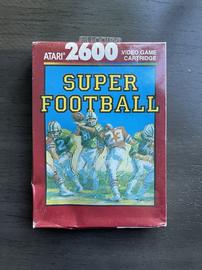 ATARI 2600 VIDEO GAME
CARTRIDGE
SUPER
FOOTBALL